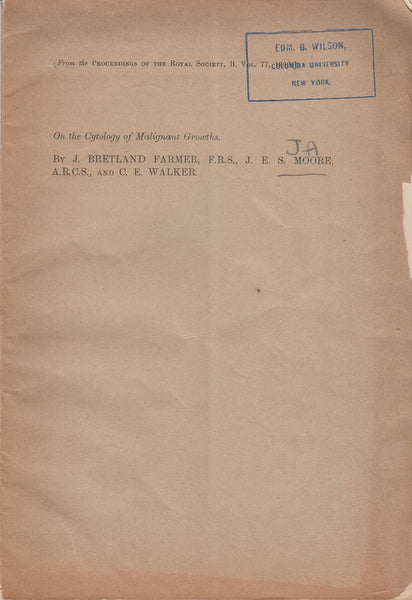 EDM. B. WILSON,
COLUMBIA UNIVERSITY
NEW YORK.
(From the PROCEEDINGS OF THE ROYAL SOCIETY, B, VOL. 77,
On the Cytology of Malignant Growths.
JA
By J. BRETLAND FARMER, F.R.S., J. E. S. MOORE,
A.R.C.S., AND C. E. WALKER.